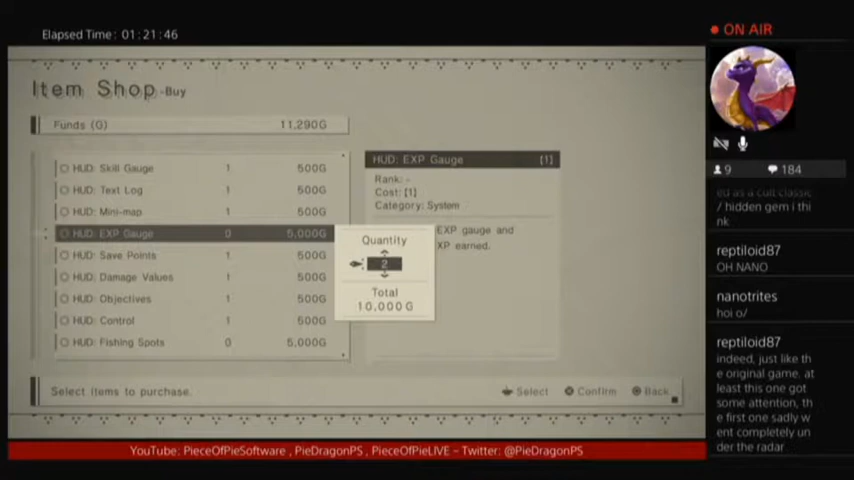 Elapsed Time : 01:21:46
ON AIR
Item Shop -Buy
Funds (G) 11,290G
HUD: Skill Gauge 1 500G
HUD: Text Log 1 500G
HUD: Mini-map 1 500G
HUD: EXP Gauge 0 5,000G
HUD: Save Points 1 500G
HUD: Damage Values 1 500G
HUD: Objectives 1 500G
HUD: Control 1 500G
HUD: Fishing Spots 0 5,000G
HUD: EXP Gauge [1]
Rank: -
Cost: [1]
Category: System
EXP gauge and
XP earned.
Quantity
2
Total
10,000G
Select items to purchase.
Select Confirm Back
YouTube: PieceOfPieSoftware , PieDragonPS , PieceOfPieLIVE - Twitter: @PieDragonPS
9 184
ed as a cult classic
/ hidden gem i thi
nk
reptiloid87
OH NANO
nanotrites
hoi o/
reptiloid87
indeed, just like th
e original game. at
least this one got
some attention, th
e first one sadly w
ent completely un
der the radar